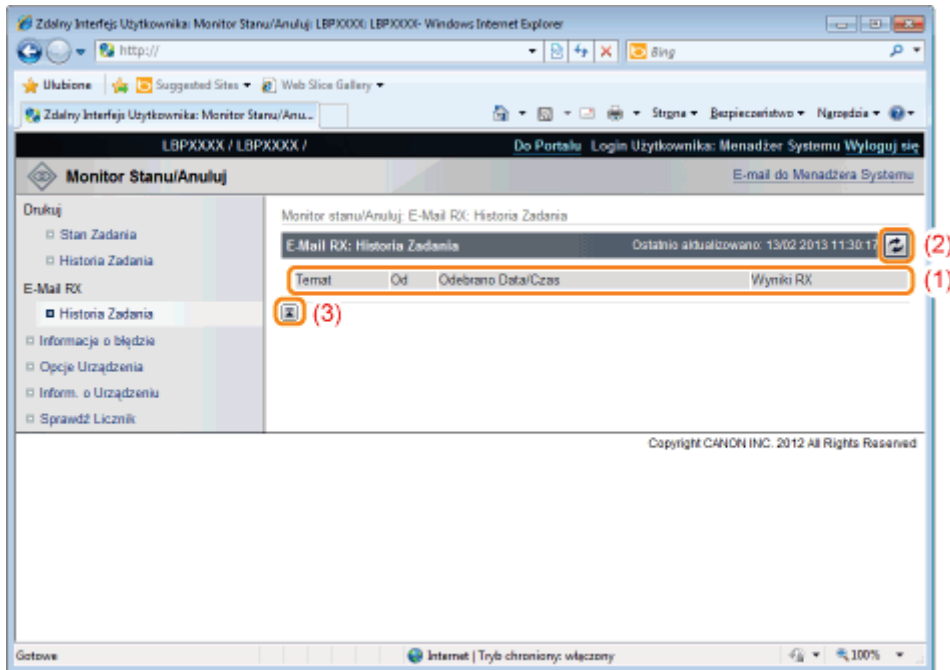 Zdalny Interfejs Użytkownika: Monitor Stanu/Anuluj: LBPXXXX: LBPXXXX- Windows Internet Explorer
http://
Bing
Ulubione Suggested Sites Web Slice Gallery
Zdalny Interfejs Użytkownika: Monitor Stanu/Anu... Strona Bezpieczeństwo Narzędzia
LBPXXXX / LBPXXXX / Do Portalu Login Użytkownika: Menadżer Systemu Wyloguj się
Monitor Stanu/Anuluj E-mail do Menadżera Systemu
Drukuj
Stan Zadania
Historia Zadania
E-Mail RX
Historia Zadania
Informacje o błędzie
Opcje Urządzenia
Inform. o Urządzeniu
Sprawdź Licznik
Monitor stanu/Anuluj: E-Mail RX: Historia Zadania
E-Mail RX: Historia Zadania Ostatnio aktualizowano: 13/02 2013 11:30:17 (2)
Temat Od Odebrano Data/Czas Wyniki RX (1)
(3)
Copyright CANON INC. 2012 All Rights Reserved
Gotowe Internet | Tryb chroniony: włączony 100%